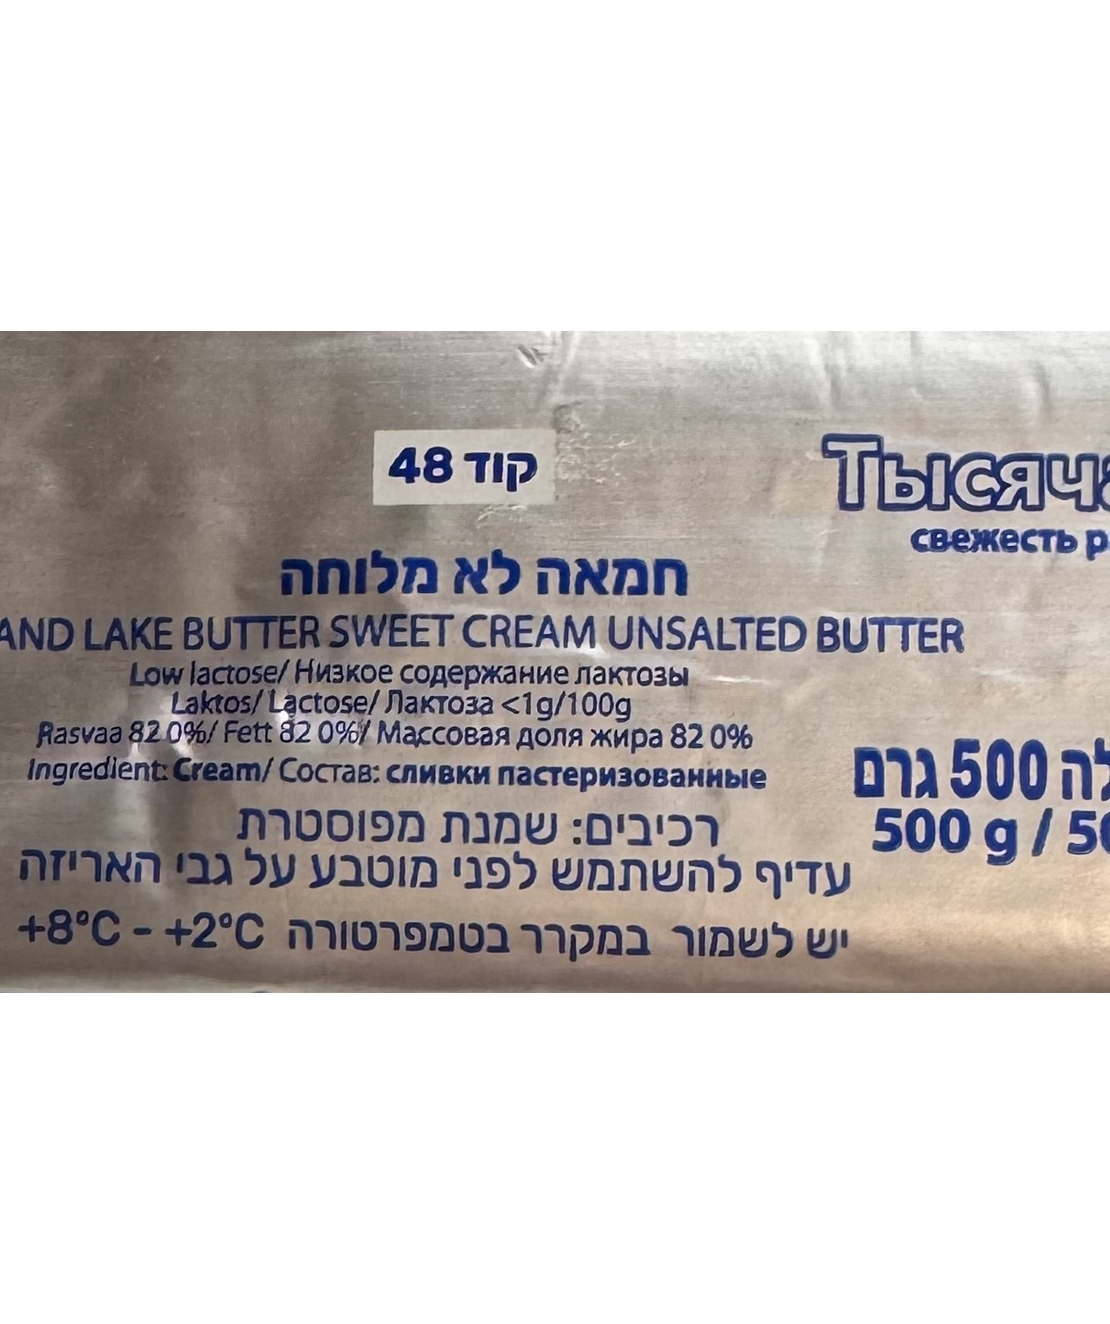 קוד 48
Тысяча
свежесть
חמאה לא מלוחה
AND LAKE BUTTER SWEET CREAM UNSALTED BUTTER
Low lactose/ Низкое содержание лактозы
Laktos/ Lactose/ Лактоза <1g/100g
Rasvaa 82 0%/ Fett 82 0%/ Массовая доля жира 82 0%
Ingredient: Cream/ Состав: сливки пастеризованные
500 גרם
500 g /
רכיבים: שמנת מפוסטרת
עדיף להשתמש לפני מוטבע על גבי האריזה
יש לשמור במקרר בטמפרטורה +2°C - +8°C